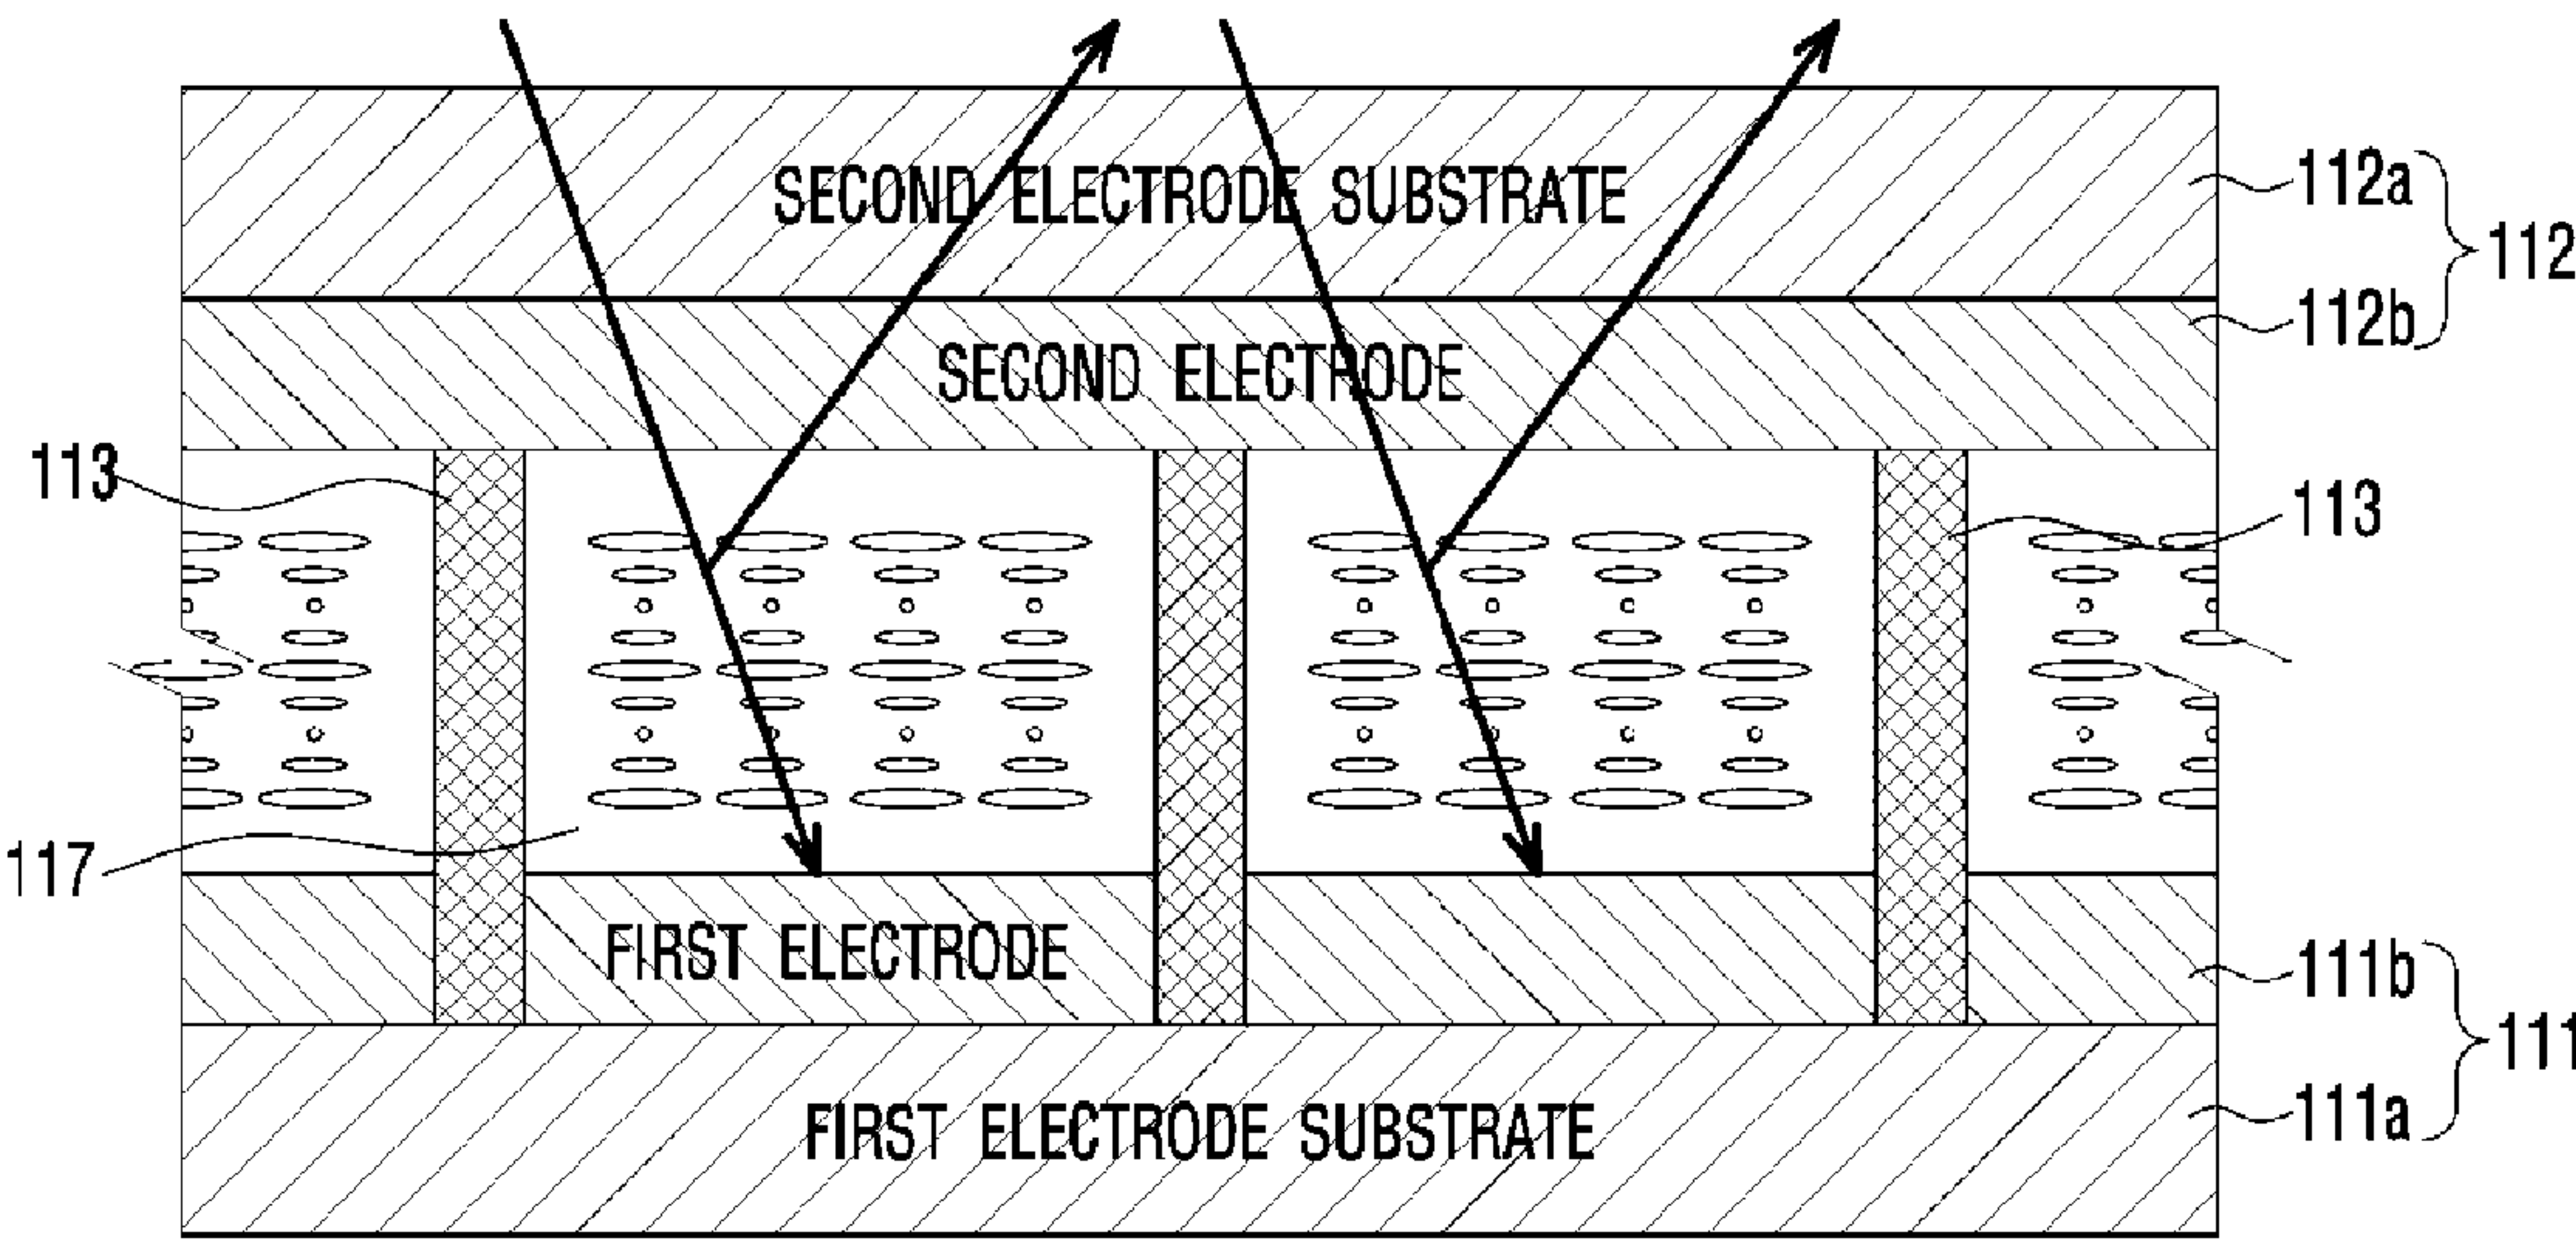 112a
SECOND ELECTRODE SUBSTRATE
112
112b
SECOND ELECTRODE
113
113
117
FIRST ELECTRODE
111b
111
111a
FIRST ELECTRODE SUBSTRATE